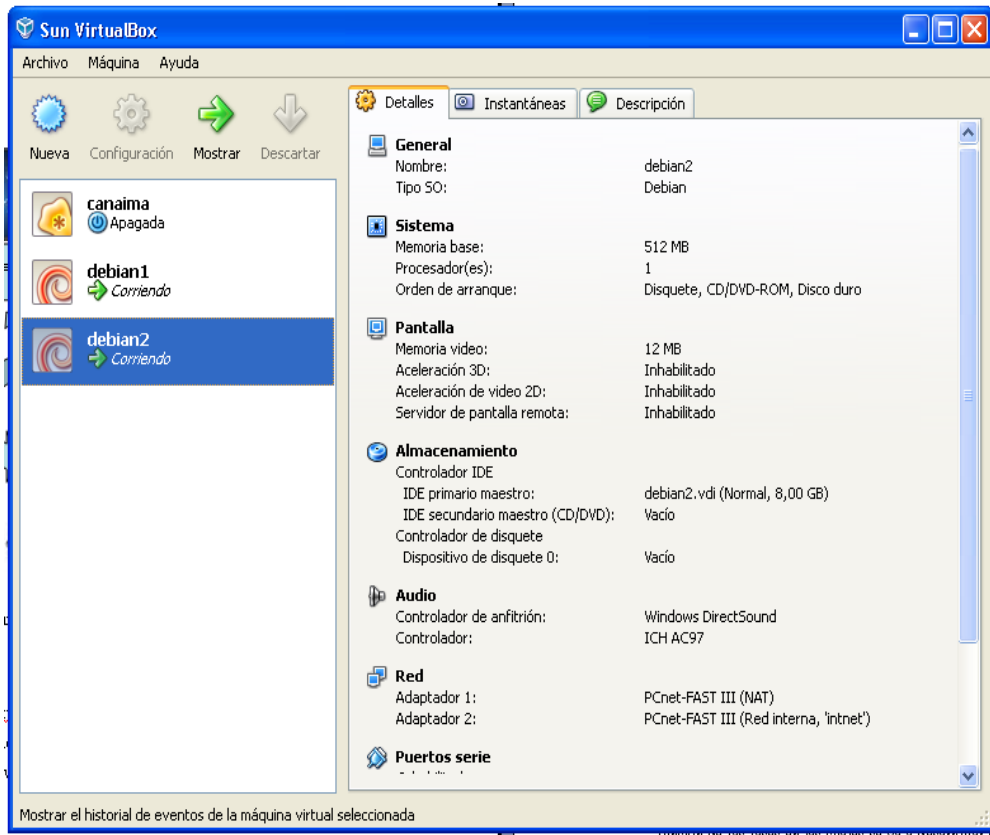 Sun VirtualBox
Archivo Máquina Ayuda
Nueva Configuración Mostrar Descartar
canaima
Apagada
debian1
Corriendo
debian2
Corriendo
Detalles Instantáneas Descripción
General
Nombre: debian2
Tipo SO: Debian
Sistema
Memoria base: 512 MB
Procesador(es): 1
Orden de arranque: Disquete, CD/DVD-ROM, Disco duro
Pantalla
Memoria video: 12 MB
Aceleración 3D: Inhabilitado
Aceleración de video 2D: Inhabilitado
Servidor de pantalla remota: Inhabilitado
Almacenamiento
Controlador IDE
IDE primario maestro: debian2.vdi (Normal, 8,00 GB)
IDE secundario maestro (CD/DVD): Vacío
Controlador de disquete
Dispositivo de disquete 0: Vacío
Audio
Controlador de anfitrión: Windows DirectSound
Controlador: ICH AC97
Red
Adaptador 1: PCnet-FAST III (NAT)
Adaptador 2: PCnet-FAST III (Red interna, 'intnet')
Puertos serie
Mostrar el historial de eventos de la máquina virtual seleccionada